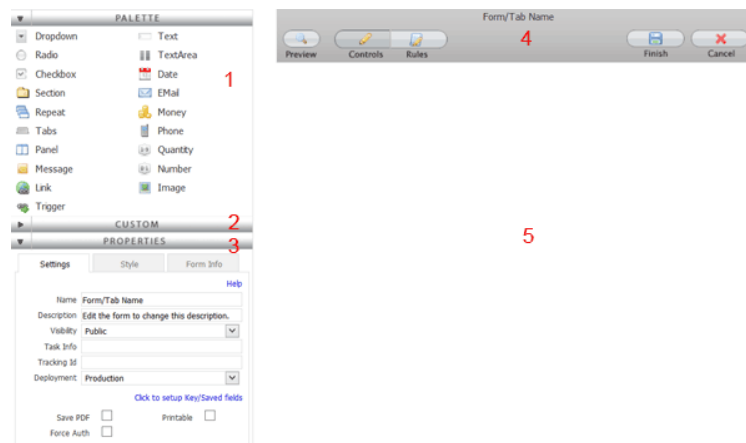 PALETTE
Dropdown Text
Radio TextArea
Checkbox Date
1
Section EMail
Repeat Money
Tabs Phone
Panel Quantity
Message Number
Link Image
Trigger
CUSTOM 2
PROPERTIES 3
Settings Style Form Info
Help
Name Form/Tab Name
Description Edit the form to change this description.
Visibility Public
Task Info
Tracking Id
Deployment Production
Click to setup Key/Saved fields
Save PDF Printable
Force Auth
Form/Tab Name
4
Preview Controls Rules Finish Cancel
5